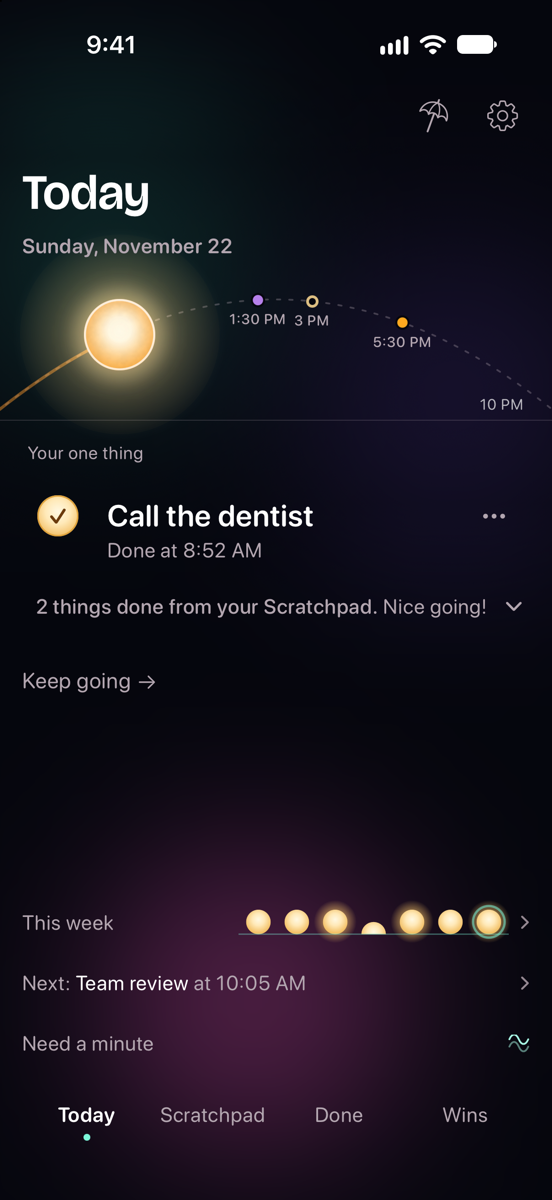 9:41
Today
Sunday, November 22
1:30 PM 3 PM
5:30 PM
10 PM
Your one thing
Call the dentist
Done at 8:52 AM
2 things done from your Scratchpad. Nice going!
Keep going →
This week
Next: Team review at 10:05 AM
Need a minute
Today Scratchpad Done Wins